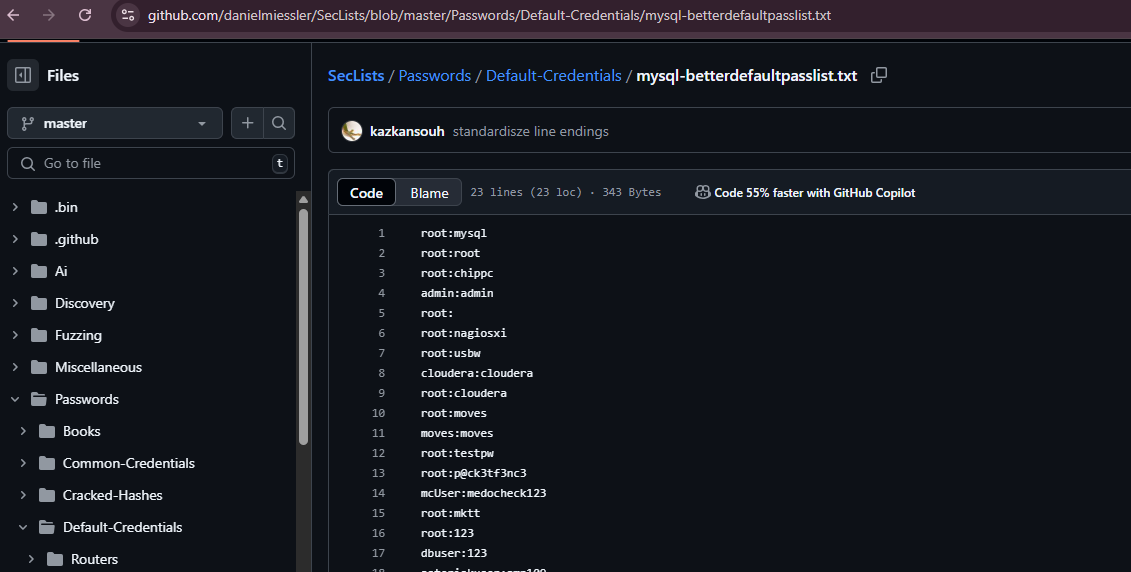 github.com/danielmiessler/SecLists/blob/master/Passwords/Default-Credentials/mysql-betterdefaultpasslist.txt
Files
master
Go to file
t
.bin
.github
Ai
Discovery
Fuzzing
Miscellaneous
Passwords
Books
Common-Credentials
Cracked-Hashes
Default-Credentials
Routers
SecLists / Passwords / Default-Credentials / mysql-betterdefaultpasslist.txt
kazkansouh standardisze line endings
Code Blame 23 lines (23 loc) · 343 Bytes Code 55% faster with GitHub Copilot
1 root:mysql
2 root:root
3 root:chippc
4 admin:admin
5 root:
6 root:nagiosxi
7 root:usbw
8 cloudera:cloudera
9 root:cloudera
10 root:moves
11 moves:moves
12 root:testpw
13 root:p@ck3tf3nc3
14 mcUser:medocheck123
15 root:mktt
16 root:123
17 dbuser:123